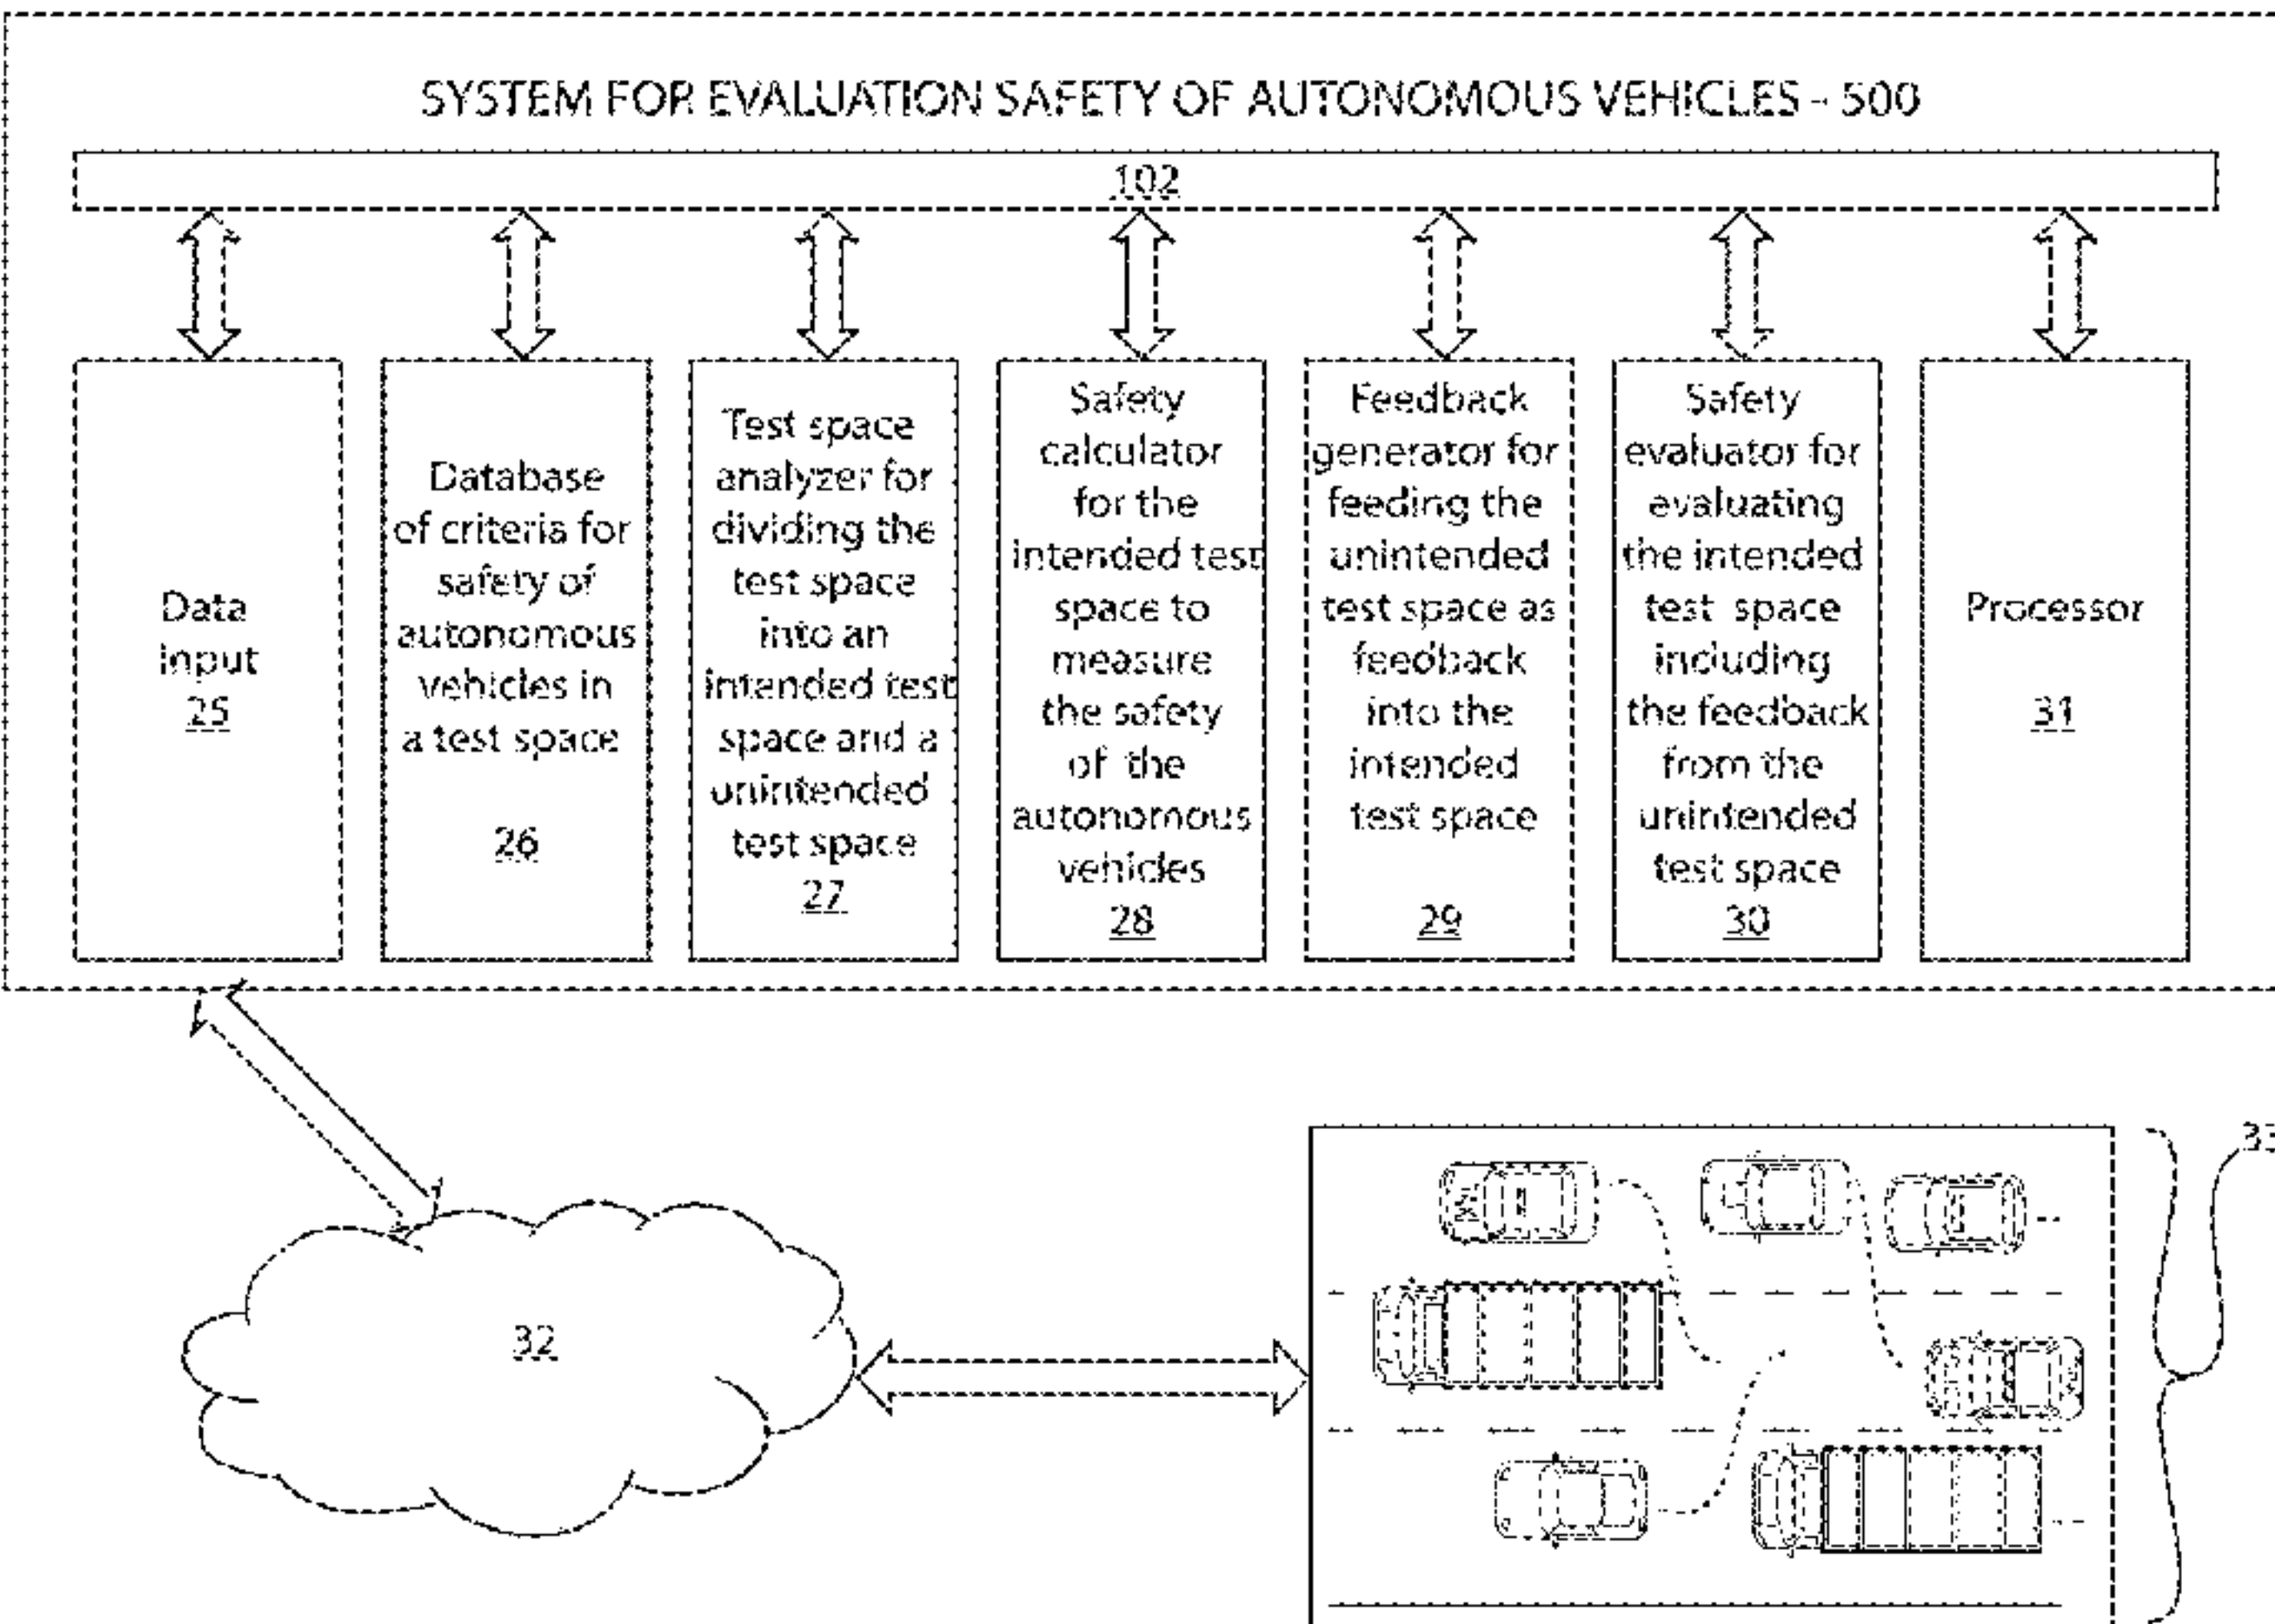 SYSTEM FOR EVALUATION SAFETY OF AUTONOMOUS VEHICLES - 500
102
Data
input
25
Database
of criteria for
safety of
autonomous
vehicles in
a test space
26
Test space
analyzer for
dividing the
test space
into an
intended test
space and a
unintended
test space
27
Safety
calculator
for the
intended test
space to
measure
the safety
of the
autonomous
vehicles
28
Feedback
generator for
feeding the
unintended
test space as
feedback
into the
intended
test space
29
Safety
evaluator for
evaluating
the intended
test space
including
the feedback
from the
unintended
test space
30
Processor
31
32
33